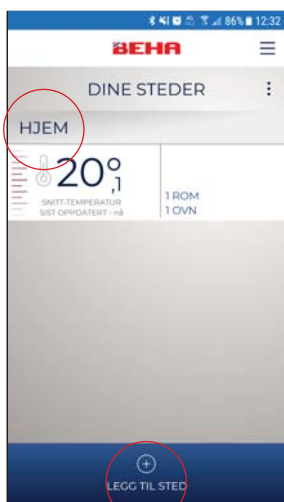 86% 12:32
BEHA
DINE STEDER
HJEM
20°,1
SNITT-TEMPERATUR
SIST OPPDATERT - nå
1 ROM
1 OVN
LEGG TIL STED